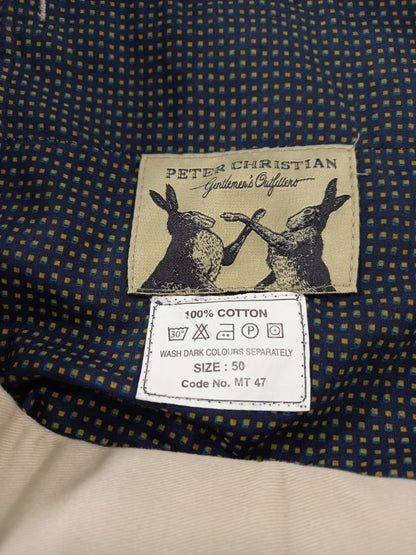 PETER CHRISTIAN
Gentlemen's Outfitters
100% COTTON
30° P
WASH DARK COLOURS SEPARATELY
SIZE : 50
Code No. MT 47